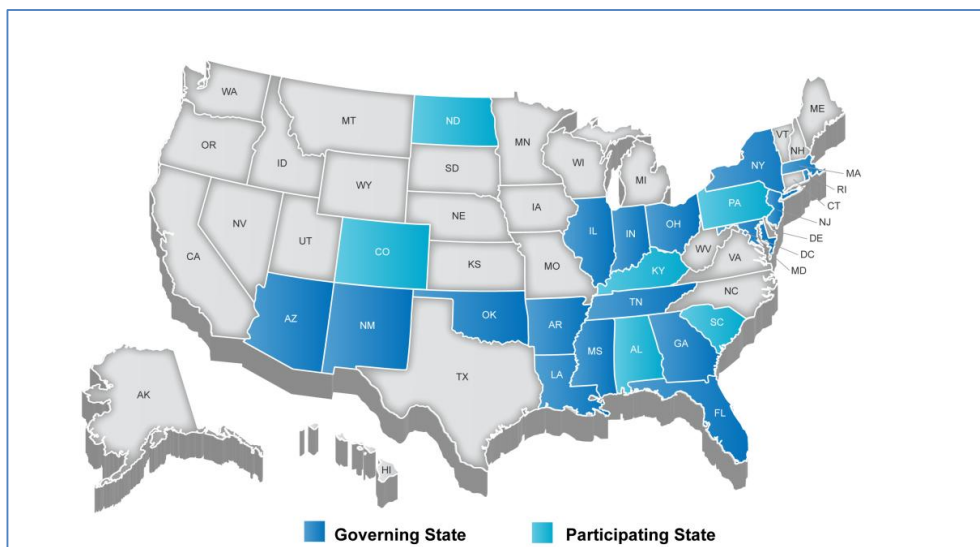 WA
MT
ND
MN
ME
VT
NH
OR
ID
SD
WI
MI
NY
MA
RI
CT
WY
NJ
PA
IA
NE
OH
DE
IL
IN
NV
UT
DC
CO
WV
VA
MD
CA
KS
MO
KY
NC
TN
AZ
NM
OK
AR
SC
MS
AL
GA
TX
LA
AK
FL
HI
Governing State
Participating State